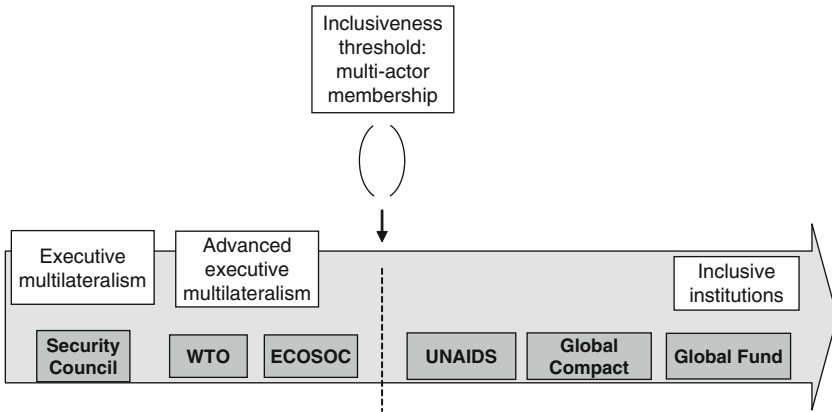 Inclusiveness
threshold:
multi-actor
membership
Executive
multilateralism
Advanced
executive
multilateralism
Inclusive
institutions
Security
Council
WTO
ECOSOC
UNAIDS
Global
Compact
Global Fund